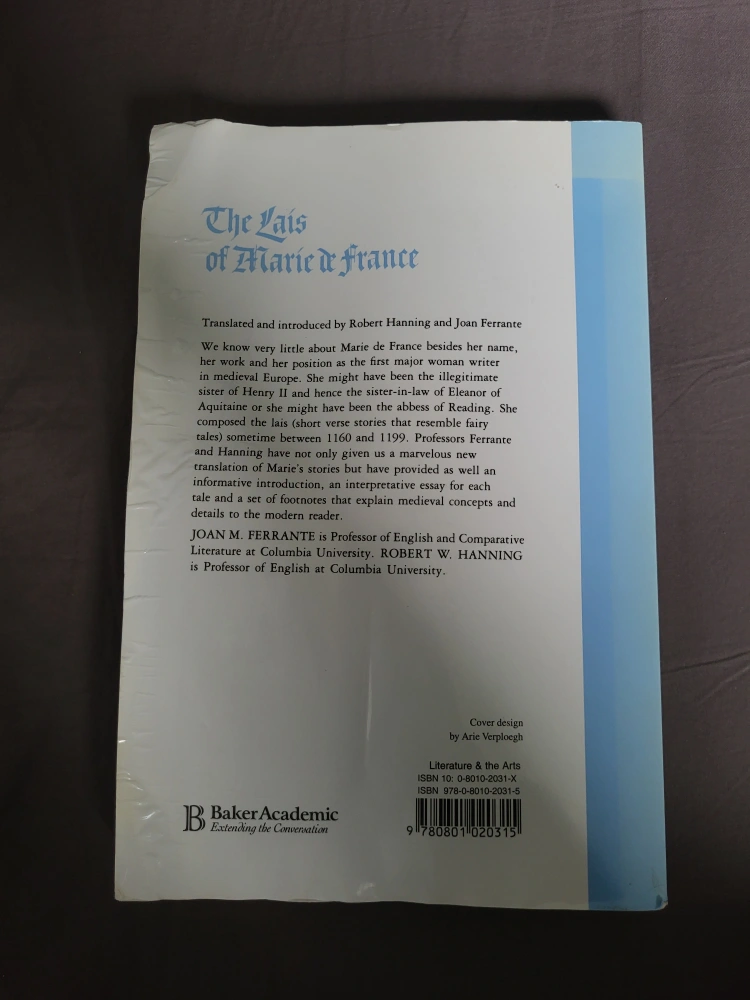 The Lais
of Marie de France
Translated and introduced by Robert Hanning and Joan Ferrante
We know very little about Marie de France besides her name,
her work and her position as the first major woman writer
in medieval Europe. She might have been the illegitimate
sister of Henry II and hence the sister-in-law of Eleanor of
Aquitaine or she might have been the abbess of Reading. She
composed the lais (short verse stories that resemble fairy
tales) sometime between 1160 and 1199. Professors Ferrante
and Hanning have not only given us a marvelous new
translation of Marie's stories but have provided as well an
informative introduction, an interpretative essay for each
tale and a set of footnotes that explain medieval concepts and
details to the modern reader.
JOAN M. FERRANTE is Professor of English and Comparative
Literature at Columbia University. ROBERT W. HANNING
is Professor of English at Columbia University.
Cover design
by Arie Verploegh
Literature & the Arts
ISBN 10: 0-8010-2031-X
ISBN 978-0-8010-2031-5
9 780801 020315
B BakerAcademic
Extending the Conversation